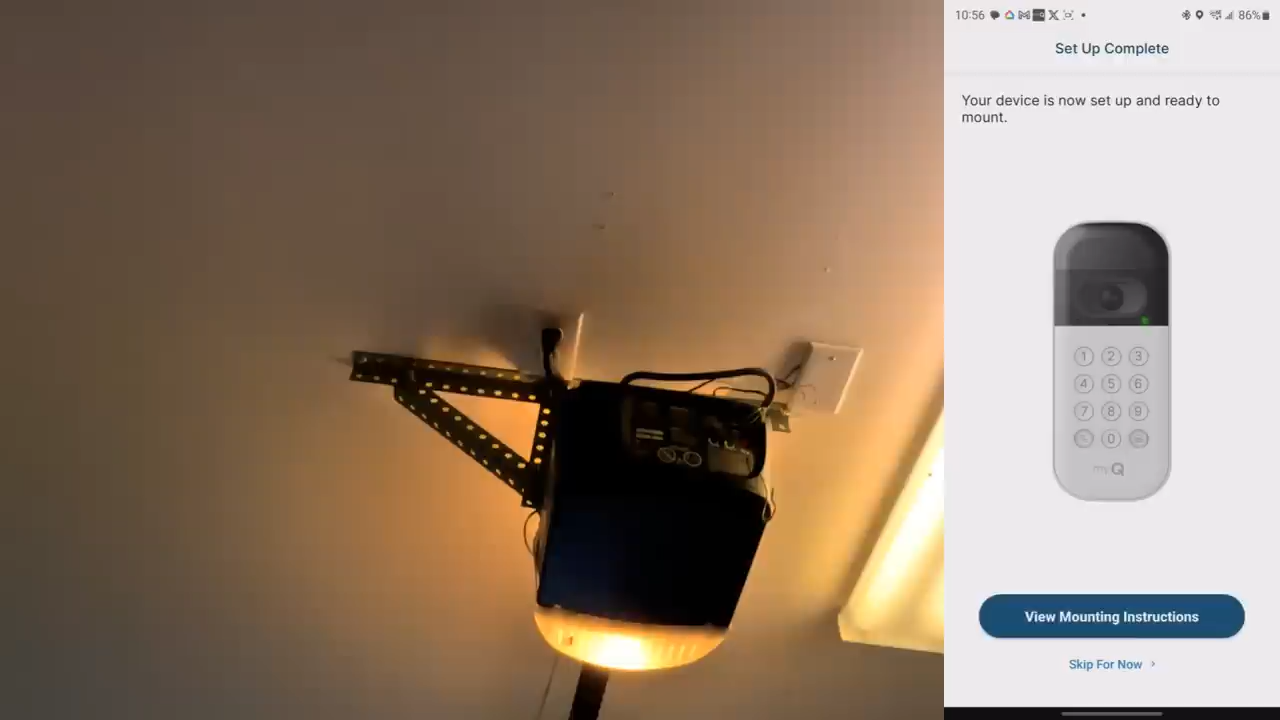 10:56
86%
Set Up Complete
Your device is now set up and ready to
mount.
1 2 3
4 5 6
7 8 9
0
myQ
View Mounting Instructions
Skip For Now